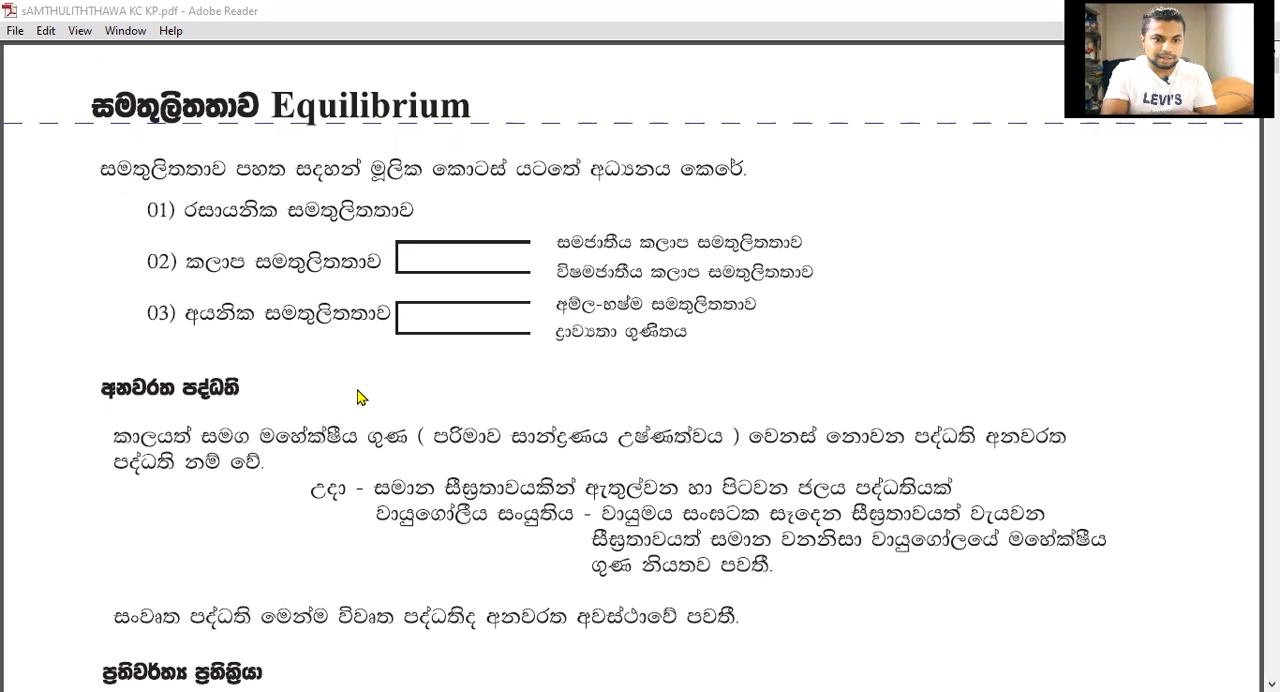 sAMTHULITHTHAWA KC KP.pdf - Adobe Reader
File Edit View Window Help
සමතුලිතතාව Equilibrium
සමතුලිතතාව පහත සදහන් මූලික කොටස් යටතේ අධ්‍යනය කෙරේ.
01) රසායනික සමතුලිතතාව
02) කලාප සමතුලිතතාව
සමජාතීය කලාප සමතුලිතතාව
විෂමජාතීය කලාප සමතුලිතතාව
03) අයනික සමතුලිතතාව
අම්ල-භෂ්ම සමතුලිතතාව
ද්‍රාව්‍යතා ගුණිතය
අනවරත පද්ධති
කාලයත් සමග මහේක්ෂීය ගුණ ( පරිමාව සාන්ද්‍රණය උෂ්ණත්වය ) වෙනස් නොවන පද්ධති අනවරත
පද්ධති නම් වේ.
උදා - සමාන සීඝ්‍රතාවයකින් ඇතුල්වන හා පිටවන ජලය පද්ධතියක්
වායුගෝලීය සංයුතිය - වායුමය සංඝටක සෑදෙන සීඝ්‍රතාවයත් වැයවන
සීඝ්‍රතාවයත් සමාන වනනිසා වායුගෝලයේ මහේක්ෂීය
ගුණ නියතව පවතී.
සංවෘත පද්ධති මෙන්ම විවෘත පද්ධතිද අනවරත අවස්ථාවේ පවතී.
ප්‍රතිවර්ත්‍ය ප්‍රතික්‍රියා
LEVI'S